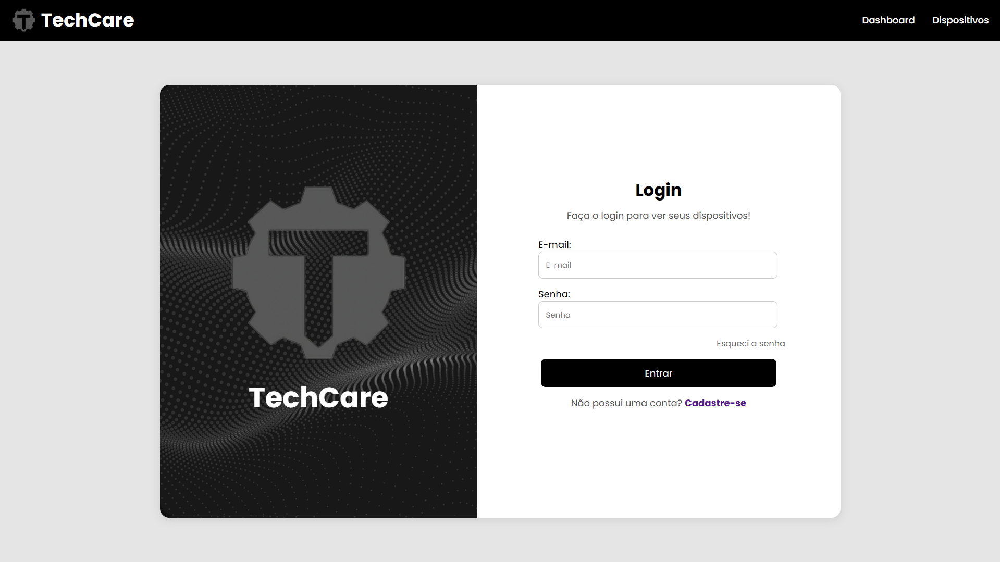 TechCare
Dashboard
Dispositivos
TechCare
Login
Faça o login para ver seus dispositivos!
E-mail:
E-mail
Senha:
Senha
Esqueci a senha
Entrar
Não possui uma conta? Cadastre-se